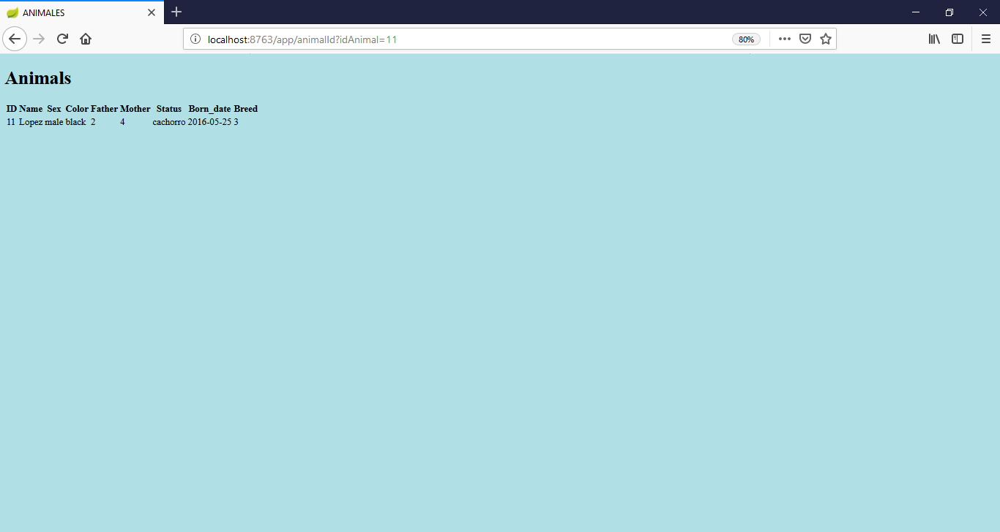 ANIMALES
localhost:8763/app/animalId?idAnimal=11
80%
Animals
ID Name Sex Color Father Mother Status Born_date Breed
11 Lopez male black 2 4 cachorro 2016-05-25 3